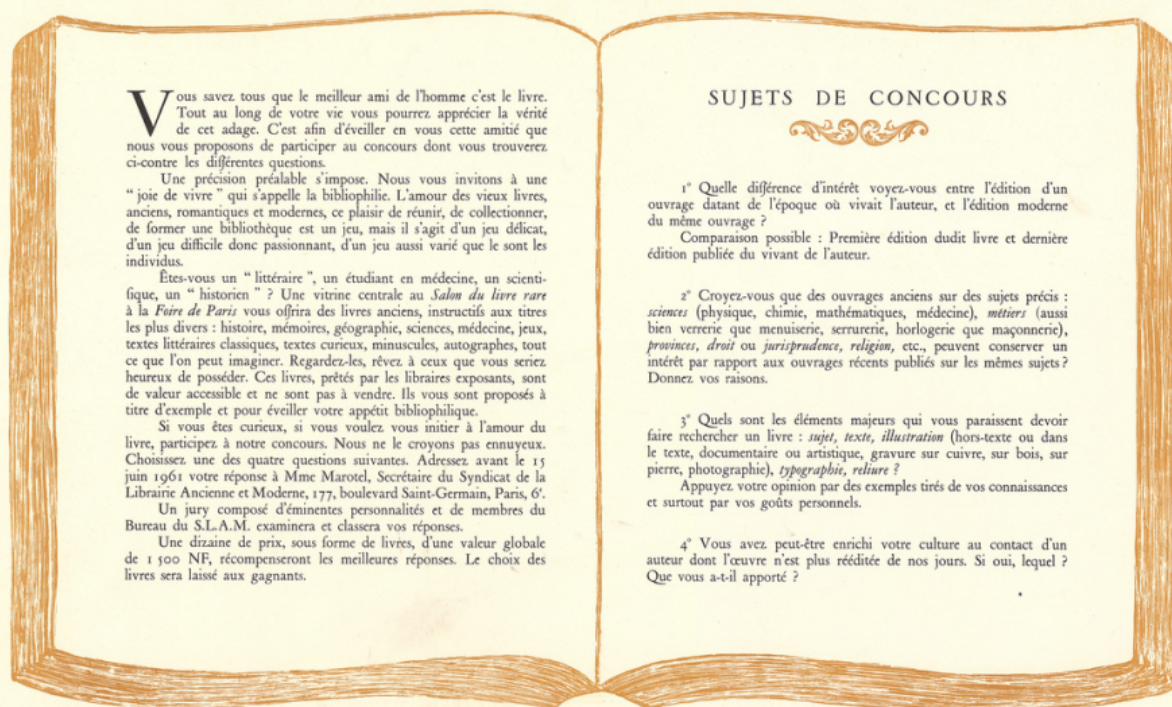 Vous savez tous que le meilleur ami de l'homme c'est le livre.
Tout au long de votre vie vous pourrez apprécier la vérité
de cet adage. C'est afin d'éveiller en vous cette amitié que
nous vous proposons de participer au concours dont vous trouverez
ci-contre les différentes questions.
Une précision préalable s'impose. Nous vous invitons à une
“ joie de vivre ” qui s'appelle la bibliophilie. L'amour des vieux livres,
anciens, romantiques et modernes, ce plaisir de réunir, de collectionner,
de former une bibliothèque est un jeu, mais il s'agit d'un jeu délicat,
d'un jeu difficile donc passionnant, d'un jeu aussi varié que le sont les
individus.
Êtes-vous un “ littéraire ”, un étudiant en médecine, un scienti-
fique, un “ historien ” ? Une vitrine centrale au Salon du livre rare
à la Foire de Paris vous offrira des livres anciens, instructifs aux titres
les plus divers : histoire, mémoires, géographie, sciences, médecine, jeux,
textes littéraires classiques, textes curieux, minuscules, autographes, tout
ce que l'on peut imaginer. Regardez-les, rêvez à ceux que vous seriez
heureux de posséder. Ces livres, prêtés par les libraires exposants, sont
de valeur accessible et ne sont pas à vendre. Ils vous sont proposés à
titre d'exemple et pour éveiller votre appétit bibliophilique.
Si vous êtes curieux, si vous voulez vous initier à l'amour du
livre, participez à notre concours. Nous ne le croyons pas ennuyeux.
Choisissez une des quatre questions suivantes. Adressez avant le 15
juin 1961 votre réponse à Mme Marotel, Secrétaire du Syndicat de la
Librairie Ancienne et Moderne, 177, boulevard Saint-Germain, Paris, 6e.
Un jury composé d'éminentes personnalités et de membres du
Bureau du S.L.A.M. examinera et classera vos réponses.
Une dizaine de prix, sous forme de livres, d'une valeur globale
de 1 500 NF, récompenseront les meilleures réponses. Le choix des
livres sera laissé aux gagnants.
SUJETS DE CONCOURS
1° Quelle différence d'intérêt voyez-vous entre l'édition d'un
ouvrage datant de l'époque où vivait l'auteur, et l'édition moderne
du même ouvrage ?
Comparaison possible : Première édition dudit livre et dernière
édition publiée du vivant de l'auteur.
2° Croyez-vous que des ouvrages anciens sur des sujets précis :
sciences (physique, chimie, mathématiques, médecine), métiers (aussi
bien verrerie que menuiserie, serrurerie, horlogerie que maçonnerie),
provinces, droit ou jurisprudence, religion, etc., peuvent conserver un
intérêt par rapport aux ouvrages récents publiés sur les mêmes sujets ?
Donnez vos raisons.
3° Quels sont les éléments majeurs qui vous paraissent devoir
faire rechercher un livre : sujet, texte, illustration (hors-texte ou dans
le texte, documentaire ou artistique, gravure sur cuivre, sur bois, sur
pierre, photographie), typographie, reliure ?
Appuyez votre opinion par des exemples tirés de vos connaissances
et surtout par vos goûts personnels.
4° Vous avez peut-être enrichi votre culture au contact d'un
auteur dont l'œuvre n'est plus rééditée de nos jours. Si oui, lequel ?
Que vous a-t-il apporté ?